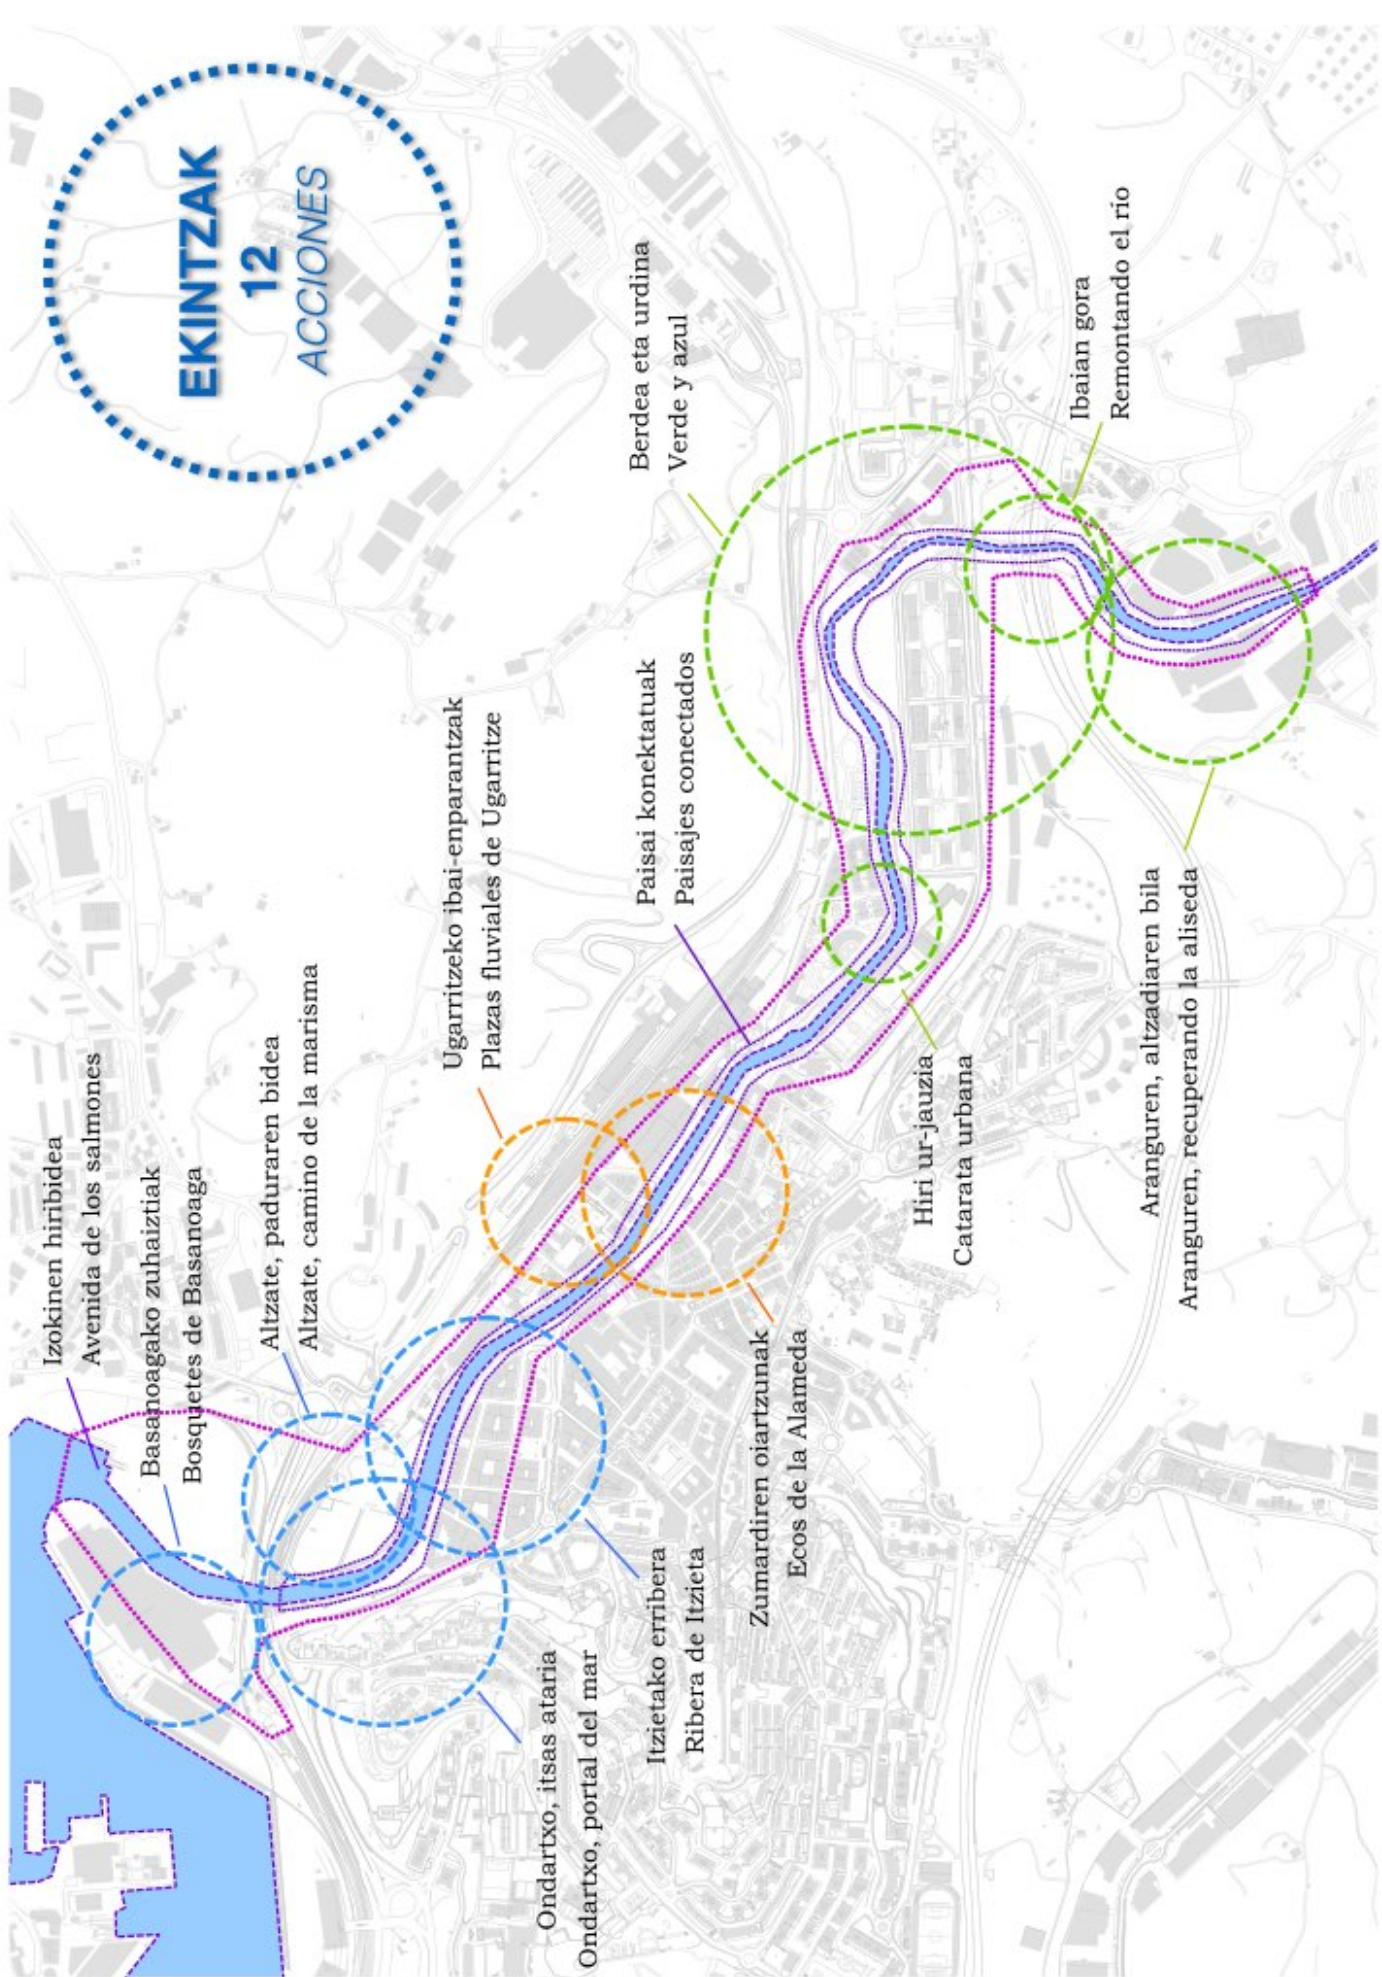 EKINTZAK
12
ACCIONES
Izokinen hiribidea
Avenida de los salmones
Basanoagako zuhaiztiak
Bosquetes de Basanoaga
Altzate, paduraren bidea
Altzate, camino de la marisma
Ugarritzeko ibai-enparantzak
Plazas fluviales de Ugarritze
Paisai konektatuak
Paisajes conectados
Berdea eta urdina
Verde y azul
Ibaian gora
Remontando el rio
Ondartxo, itsas ataria
Ondartxo, portal del mar
Itzietako erribera
Ribera de Itzieta
Zumardiren oiartzunak
Ecos de la Alameda
Hiri ur-jauzia
Catarata urbana
Aranguren, altzadiaren bila
Aranguren, recuperando la aliseda